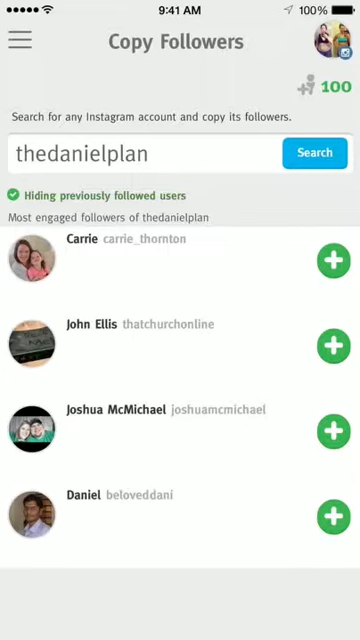 9:41 AM
100%
Copy Followers
100
Search for any Instagram account and copy its followers.
thedanielplan
Search
Hiding previously followed users
Most engaged followers of thedanielplan
Carrie carrie_thornton
John Ellis thatchurchonline
Joshua McMichael joshuamcmichael
Daniel beloveddani